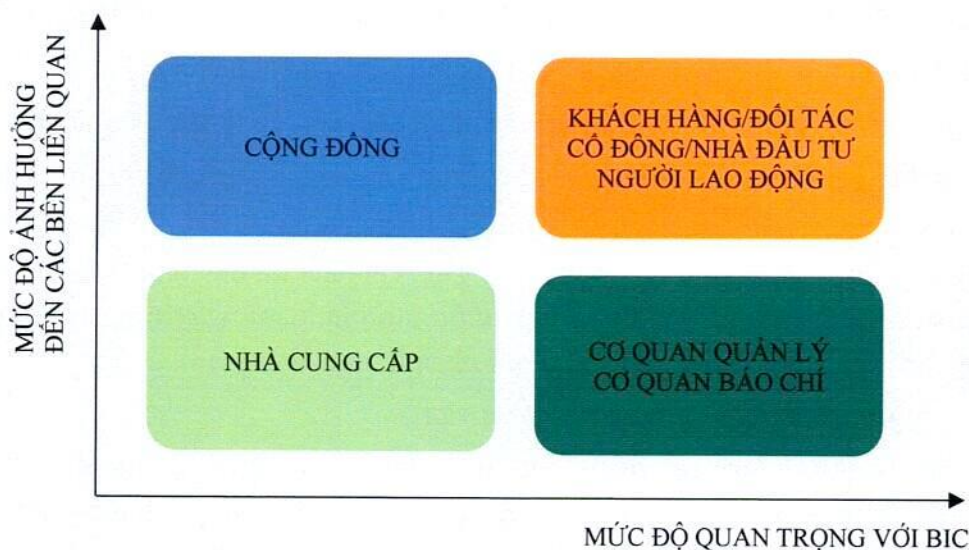 MỨC ĐỘ ẢNH HƯỞNG
ĐẾN CÁC BÊN LIÊN QUAN
CỘNG ĐỒNG
KHÁCH HÀNG/ĐỐI TÁC
CỔ ĐÔNG/NHÀ ĐẦU TƯ
NGƯỜI LAO ĐỘNG
NHÀ CUNG CẤP
CƠ QUAN QUẢN LÝ
CƠ QUAN BÁO CHÍ
MỨC ĐỘ QUAN TRỌNG VỚI BIC